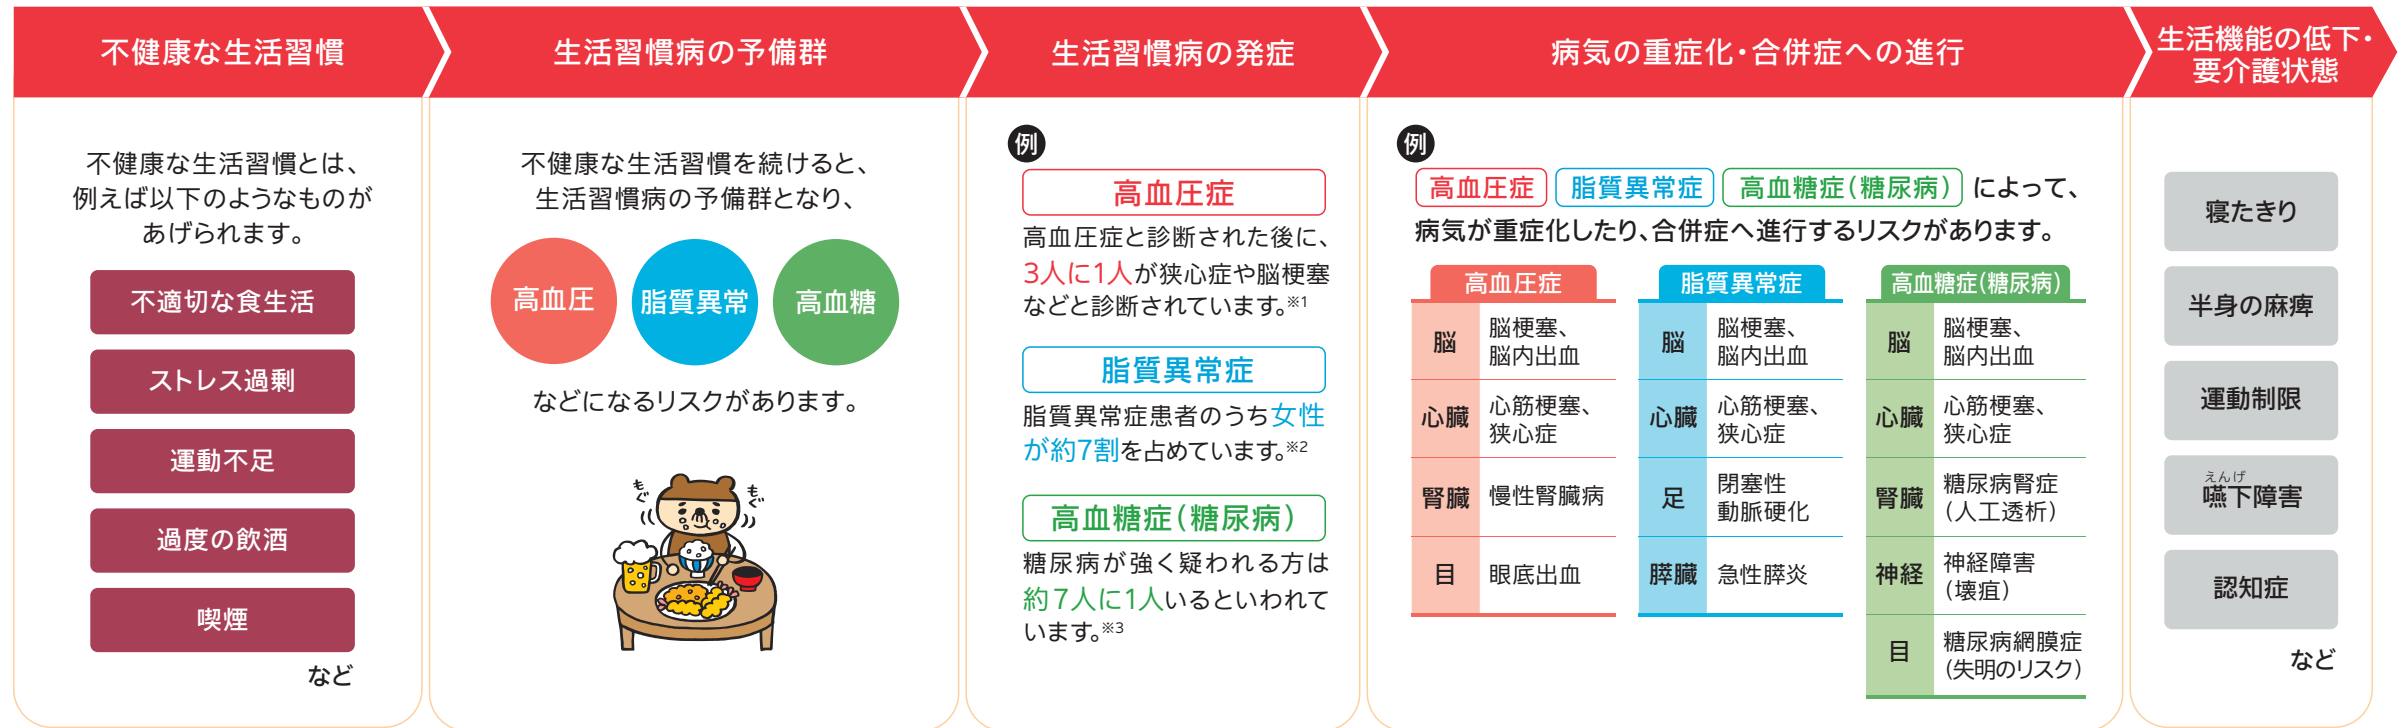 不健康な生活習慣
不健康な生活習慣とは、
例えば以下のようなものが
あげられます。
不適切な食生活
ストレス過剰
運動不足
過度の飲酒
喫煙
など
生活習慣病の予備群
不健康な生活習慣を続けると、
生活習慣病の予備群となり、
高血圧
脂質異常
高血糖
などになるリスクがあります。
もぐ
もぐ
生活習慣病の発症
例
高血圧症
高血圧症と診断された後に、
3人に1人が狭心症や脳梗塞
などと診断されています。※1
脂質異常症
脂質異常症患者のうち女性
が約7割を占めています。※2
高血糖症(糖尿病)
糖尿病が強く疑われる方は
約7人に1人いるといわれて
います。※3
病気の重症化・合併症への進行
例
高血圧症 脂質異常症 高血糖症(糖尿病) によって、
病気が重症化したり、合併症へ進行するリスクがあります。
高血圧症
脳 脳梗塞、
脳内出血
心臓 心筋梗塞、
狭心症
腎臓 慢性腎臓病
目 眼底出血
脂質異常症
脳 脳梗塞、
脳内出血
心臓 心筋梗塞、
狭心症
足 閉塞性
動脈硬化
膵臓 急性膵炎
高血糖症(糖尿病)
脳 脳梗塞、
脳内出血
心臓 心筋梗塞、
狭心症
腎臓 糖尿病腎症
(人工透析)
神経 神経障害
(壊疽)
目 糖尿病網膜症
(失明のリスク)
生活機能の低下・
要介護状態
寝たきり
半身の麻痺
運動制限
えんげ
嚥下障害
認知症
など